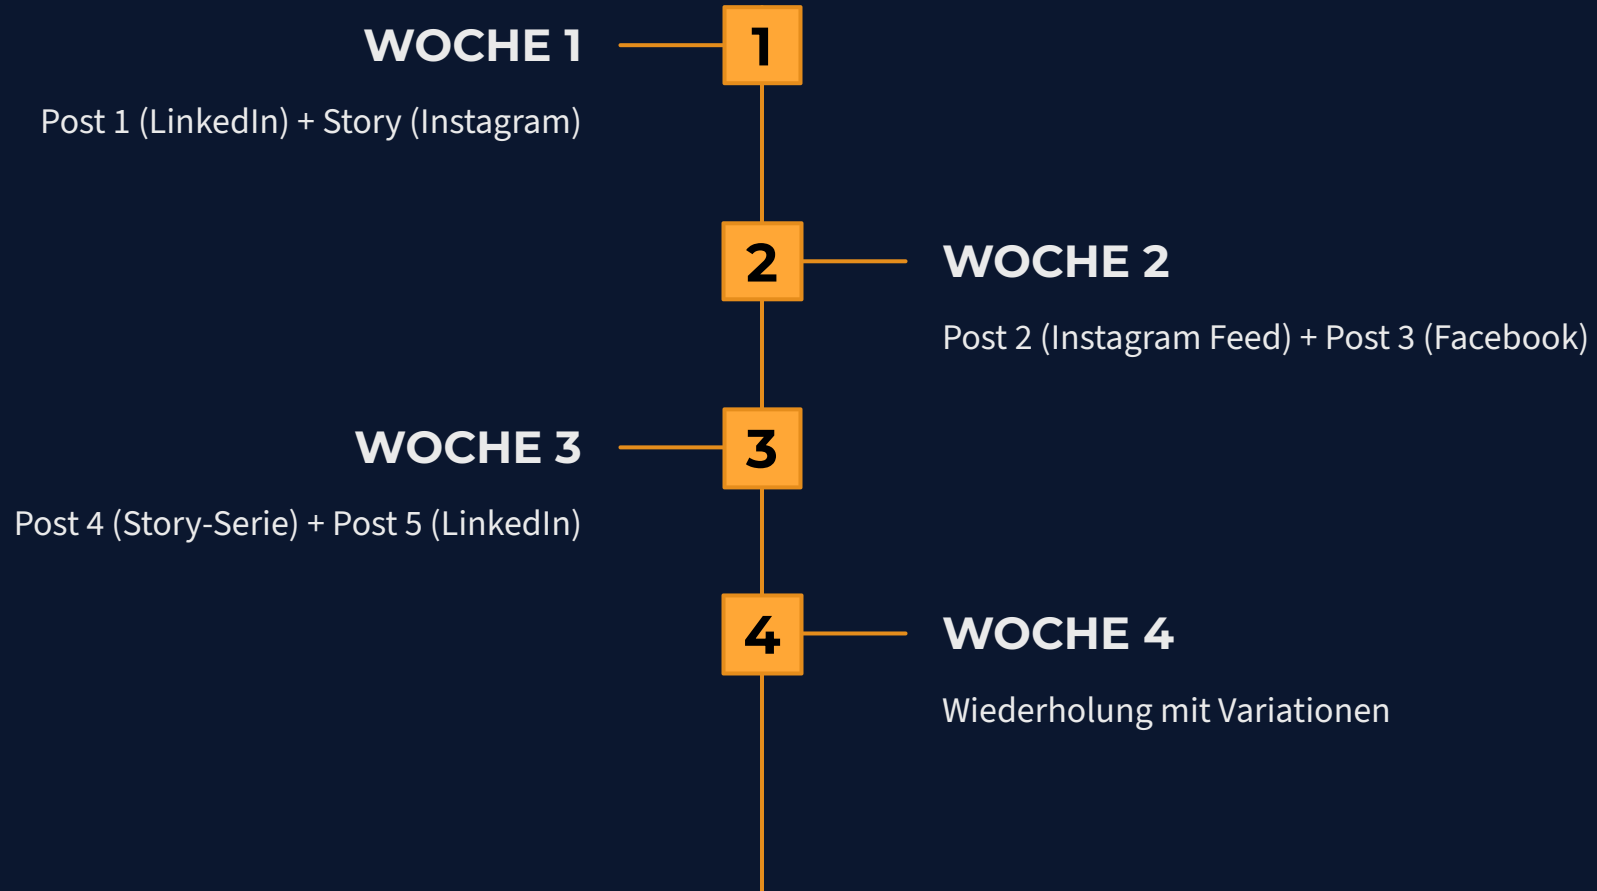 WOCHE 1
1
Post 1 (LinkedIn) + Story (Instagram)
2
WOCHE 2
Post 2 (Instagram Feed) + Post 3 (Facebook)
WOCHE 3
3
Post 4 (Story-Serie) + Post 5 (LinkedIn)
4
WOCHE 4
Wiederholung mit Variationen